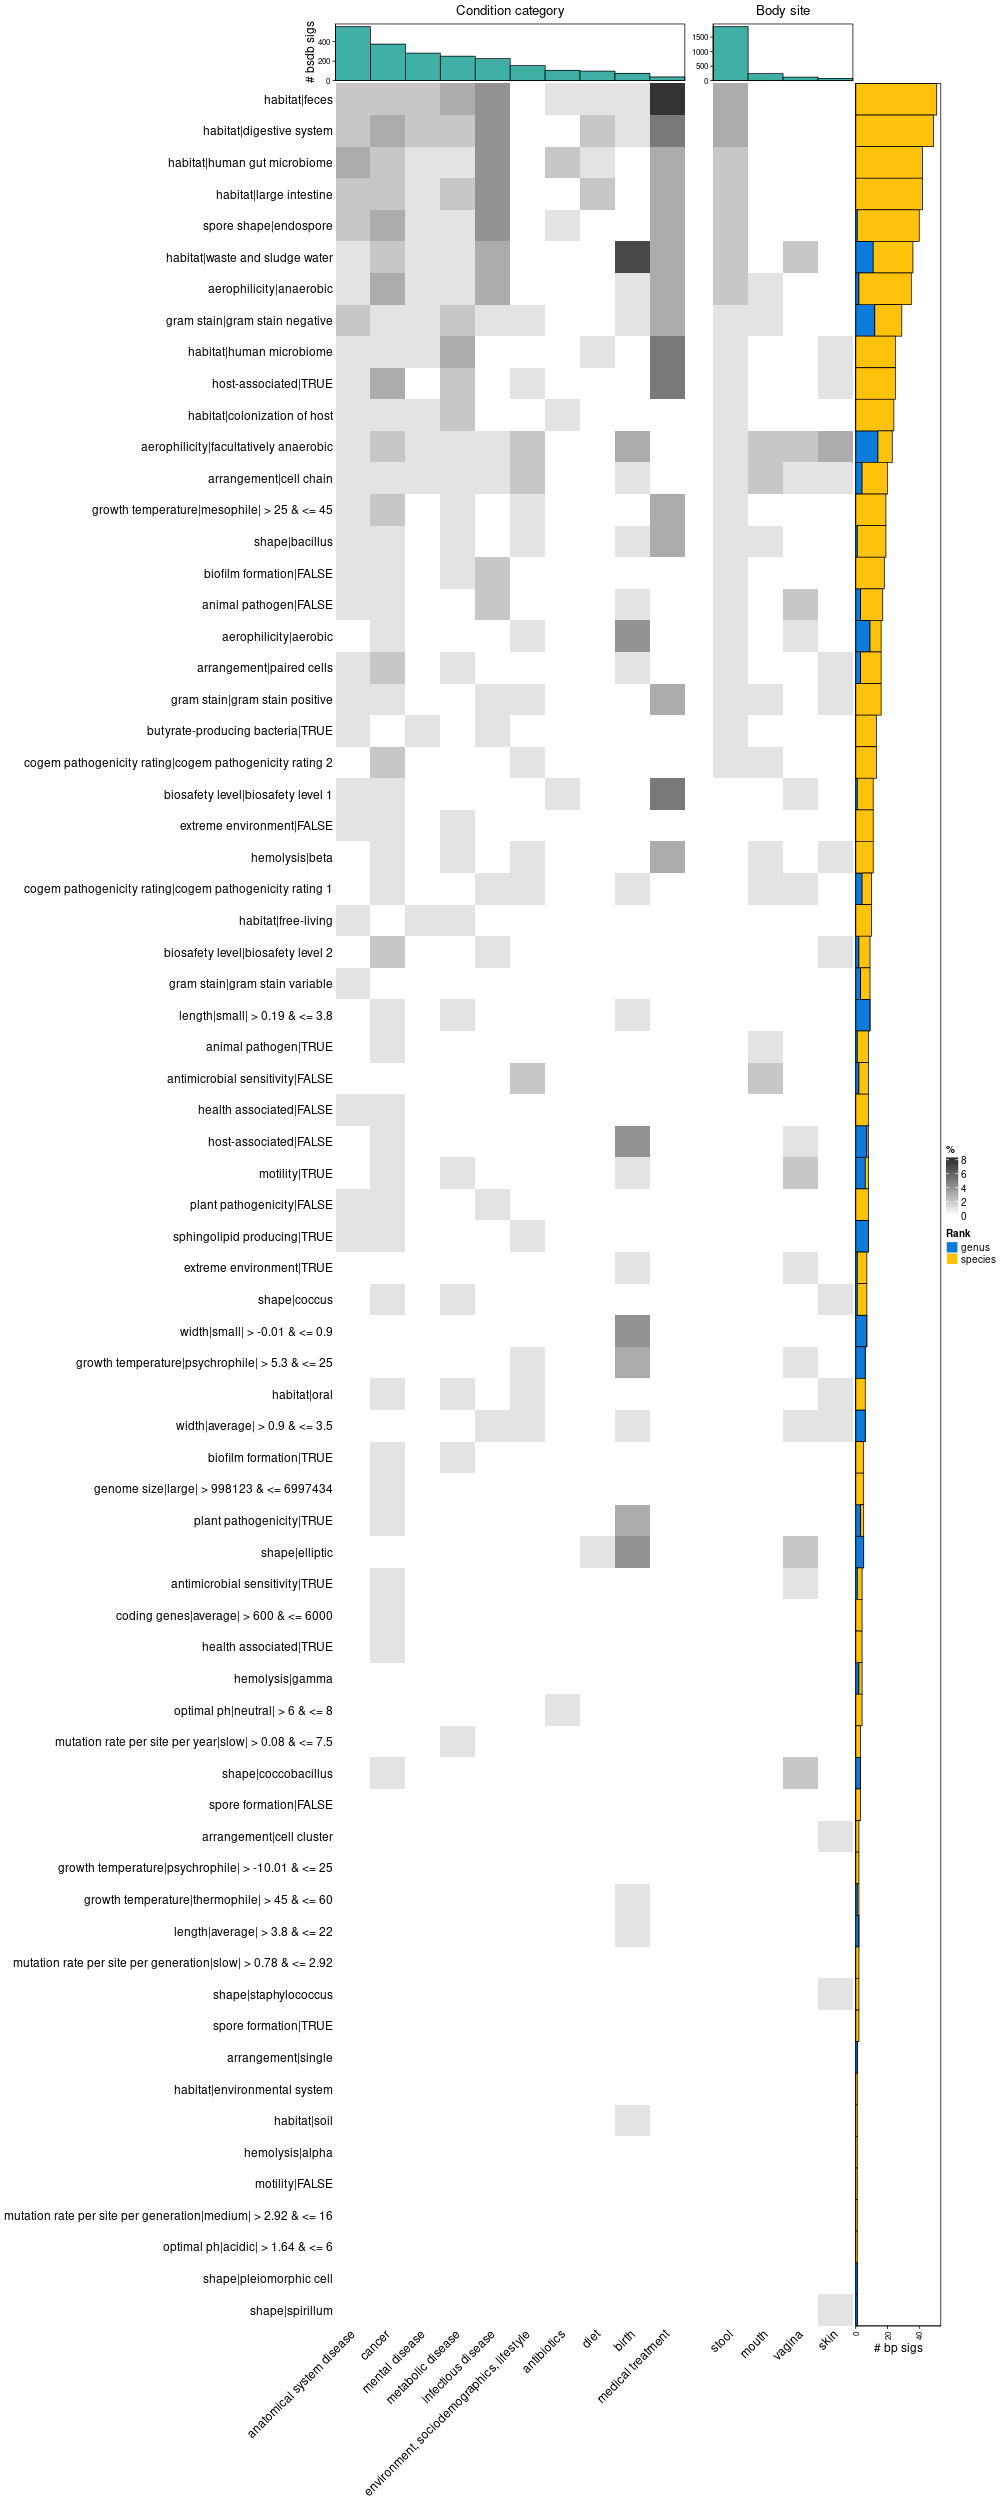 Condition category
Body site
# bsdb sigs
400
200
0
1500
1000
500
0
habitat|feces
habitat|digestive system
habitat|human gut microbiome
habitat|large intestine
spore shape|endospore
habitat|waste and sludge water
aerophilicity|anaerobic
gram stain|gram stain negative
habitat|human microbiome
host-associated|TRUE
habitat|colonization of host
aerophilicity|facultatively anaerobic
arrangement|cell chain
growth temperature|mesophile| > 25 & <= 45
shape|bacillus
biofilm formation|FALSE
animal pathogen|FALSE
aerophilicity|aerobic
arrangement|paired cells
gram stain|gram stain positive
butyrate-producing bacteria|TRUE
cogem pathogenicity rating|cogem pathogenicity rating 2
biosafety level|biosafety level 1
extreme environment|FALSE
hemolysis|beta
cogem pathogenicity rating|cogem pathogenicity rating 1
habitat|free-living
biosafety level|biosafety level 2
gram stain|gram stain variable
length|small| > 0.19 & <= 3.8
animal pathogen|TRUE
antimicrobial sensitivity|FALSE
health associated|FALSE
host-associated|FALSE
motility|TRUE
plant pathogenicity|FALSE
sphingolipid producing|TRUE
extreme environment|TRUE
shape|coccus
width|small| > -0.01 & <= 0.9
growth temperature|psychrophile| > 5.3 & <= 25
habitat|oral
width|average| > 0.9 & <= 3.5
biofilm formation|TRUE
genome size|large| > 998123 & <= 6997434
plant pathogenicity|TRUE
shape|elliptic
antimicrobial sensitivity|TRUE
coding genes|average| > 600 & <= 6000
health associated|TRUE
hemolysis|gamma
optimal ph|neutral| > 6 & <= 8
mutation rate per site per year|slow| > 0.08 & <= 7.5
shape|coccobacillus
spore formation|FALSE
arrangement|cell cluster
growth temperature|psychrophile| > -10.01 & <= 25
growth temperature|thermophile| > 45 & <= 60
length|average| > 3.8 & <= 22
mutation rate per site per generation|slow| > 0.78 & <= 2.92
shape|staphylococcus
spore formation|TRUE
arrangement|single
habitat|environmental system
habitat|soil
hemolysis|alpha
motility|FALSE
mutation rate per site per generation|medium| > 2.92 & <= 16
optimal ph|acidic| > 1.64 & <= 6
shape|pleiomorphic cell
shape|spirillum
%
8
6
4
2
0
Rank
genus
species
anatomical system disease
cancer
mental disease
metabolic disease
infectious disease
environment, sociodemographics, lifestyle
antibiotics
diet
birth
medical treatment
stool
mouth
vagina
skin
0
20
40
# bp sigs